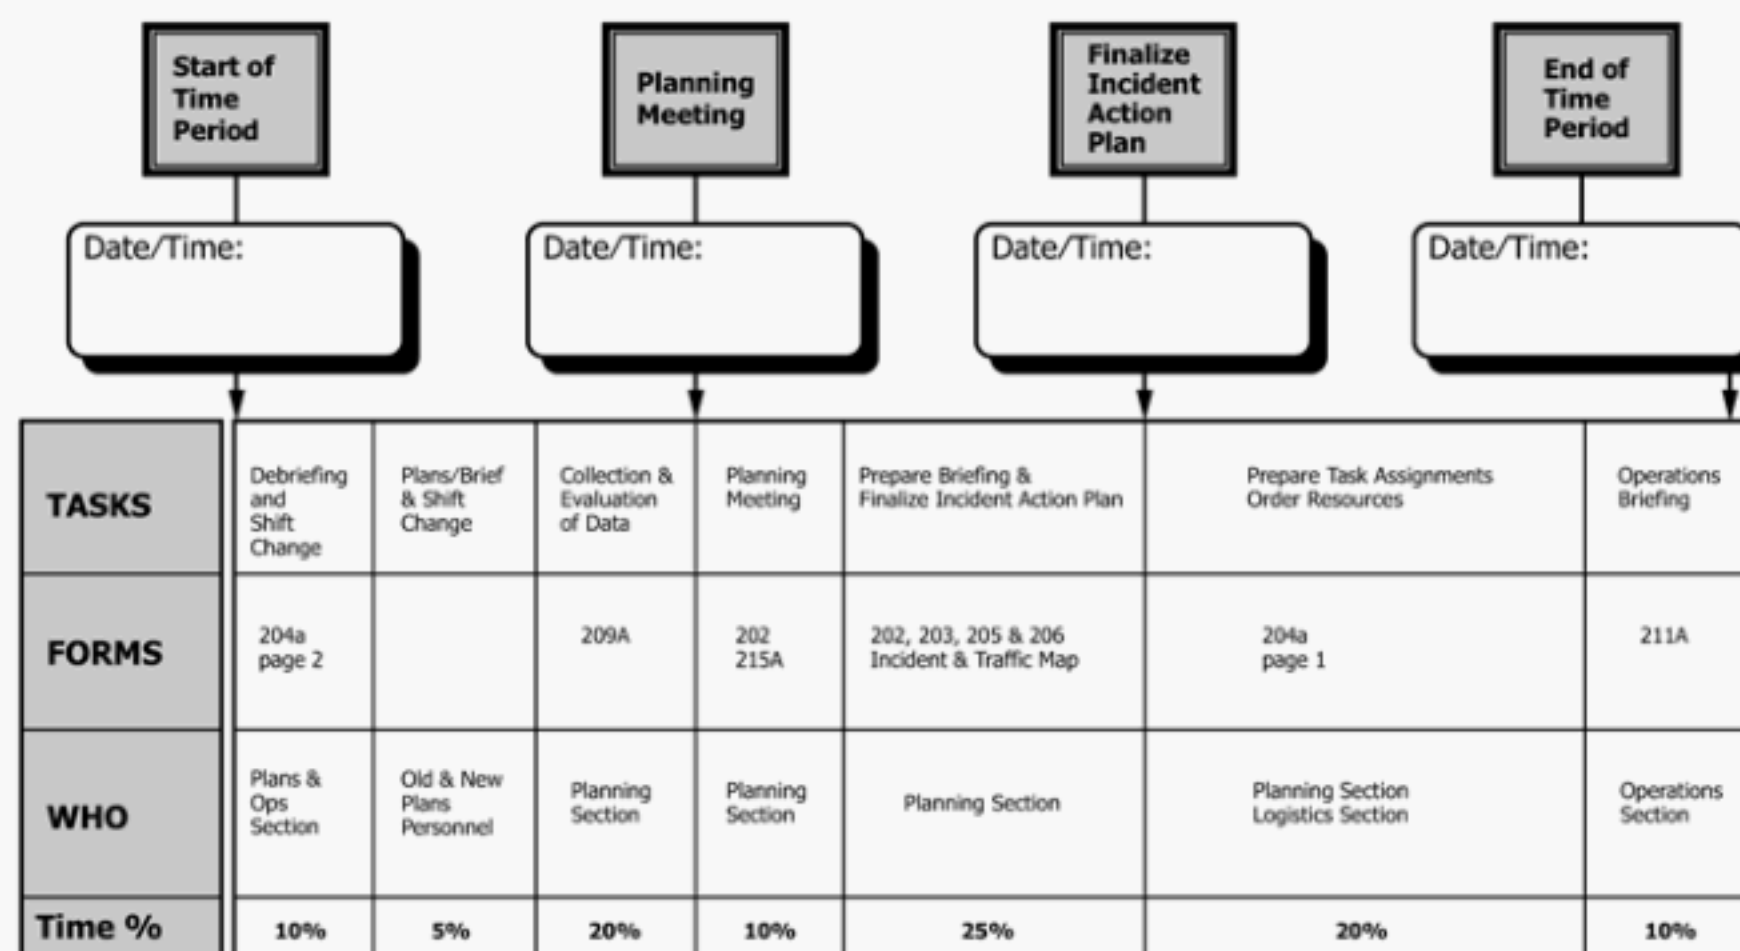 Start of
Time
Period
Planning
Meeting
Finalize
Incident
Action
Plan
End of
Time
Period
Date/Time:
Date/Time:
Date/Time:
Date/Time:
TASKS
Debriefing
and
Shift
Change
Plans/Brief
& Shift
Change
Collection &
Evaluation
of Data
Planning
Meeting
Prepare Briefing &
Finalize Incident Action Plan
Prepare Task Assignments
Order Resources
Operations
Briefing
FORMS
204a
page 2
209A
202
215A
202, 203, 205 & 206
Incident & Traffic Map
204a
page 1
211A
WHO
Plans &
Ops
Section
Old & New
Plans
Personnel
Planning
Section
Planning
Section
Planning Section
Planning Section
Logistics Section
Operations
Section
Time %
10%
5%
20%
10%
25%
20%
10%